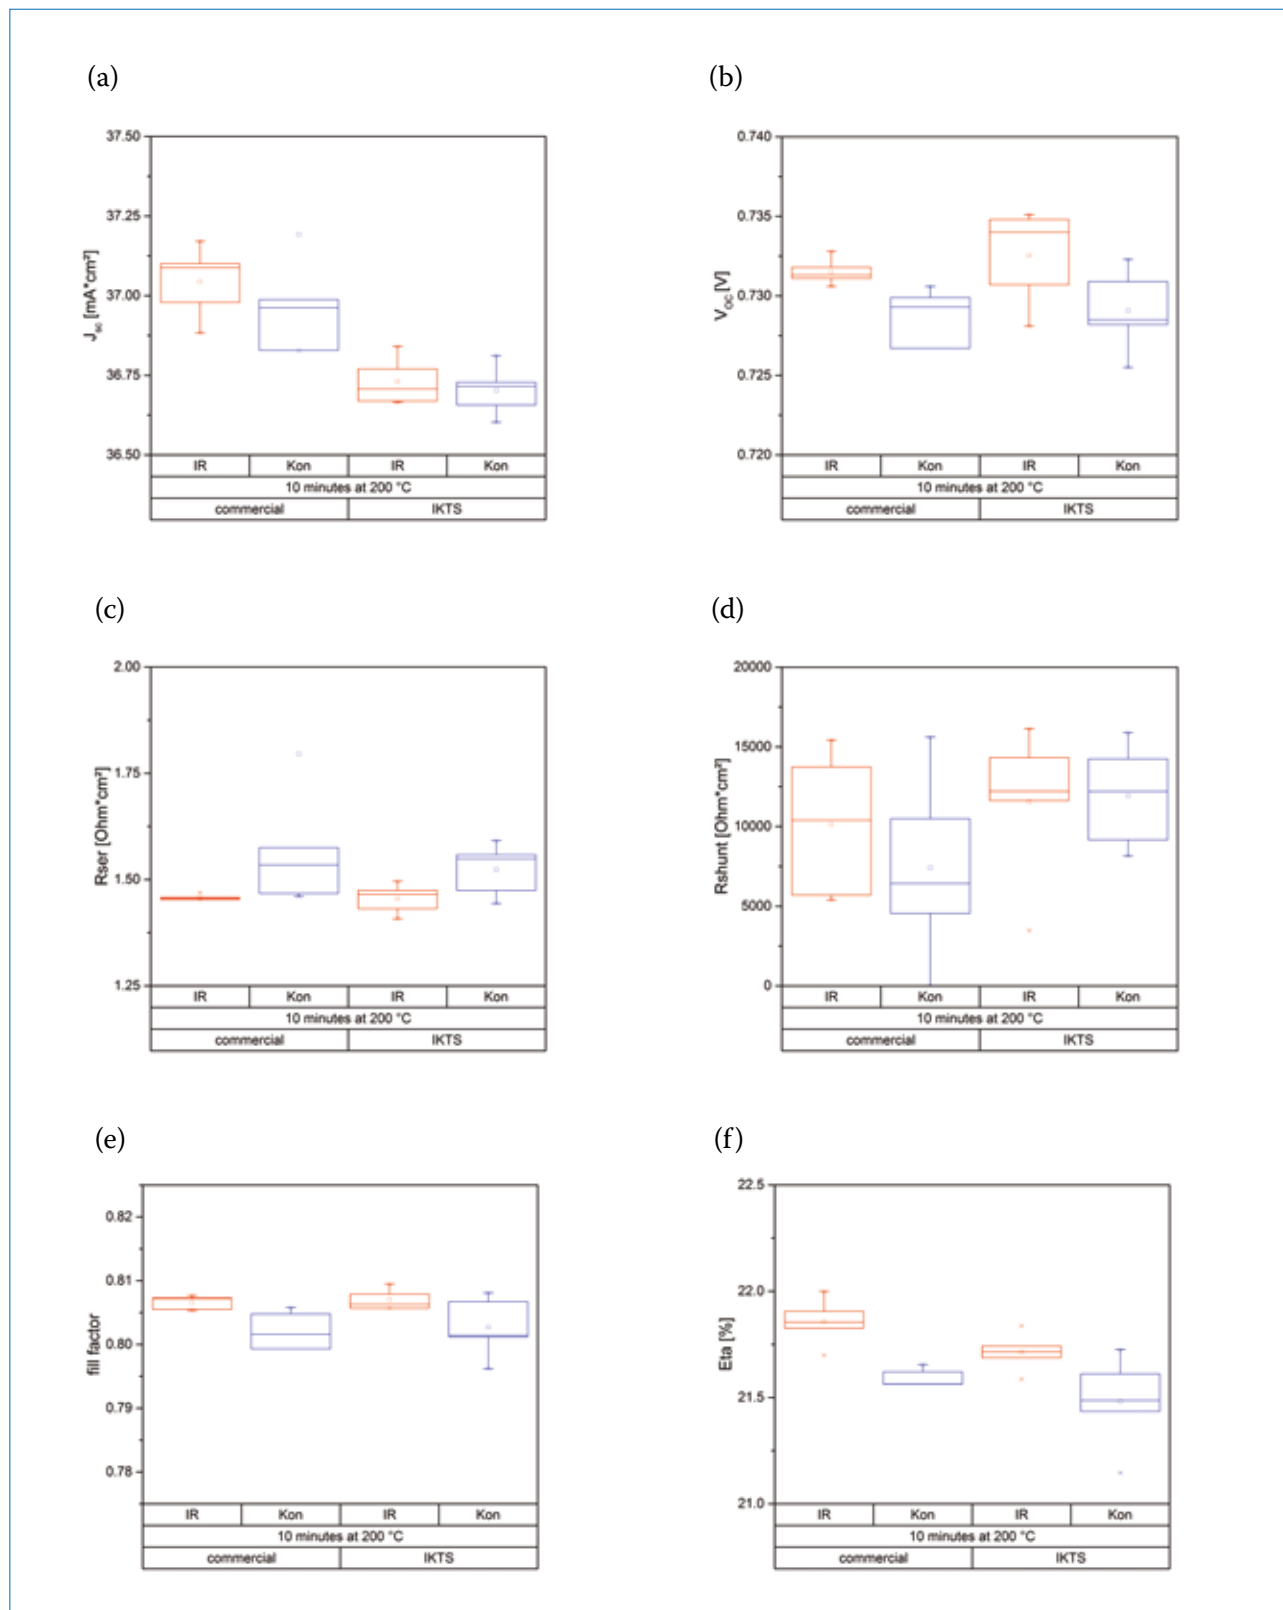 (a)
37.50
37.25
37.00
36.75
36.50
J_sc [mA*cm²]
IR Kon IR Kon
10 minutes at 200 °C
commercial IKTS
(b)
0.740
0.735
0.730
0.725
0.720
V_OC [V]
IR Kon IR Kon
10 minutes at 200 °C
commercial IKTS
(c)
2.00
1.75
1.50
1.25
Rser [Ohm*cm²]
IR Kon IR Kon
10 minutes at 200 °C
commercial IKTS
(d)
20000
15000
10000
5000
0
Rshunt [Ohm*cm²]
IR Kon IR Kon
10 minutes at 200 °C
commercial IKTS
(e)
0.82
0.81
0.80
0.79
0.78
fill factor
IR Kon IR Kon
10 minutes at 200 °C
commercial IKTS
(f)
22.5
22.0
21.5
21.0
Eta [%]
IR Kon IR Kon
10 minutes at 200 °C
commercial IKTS